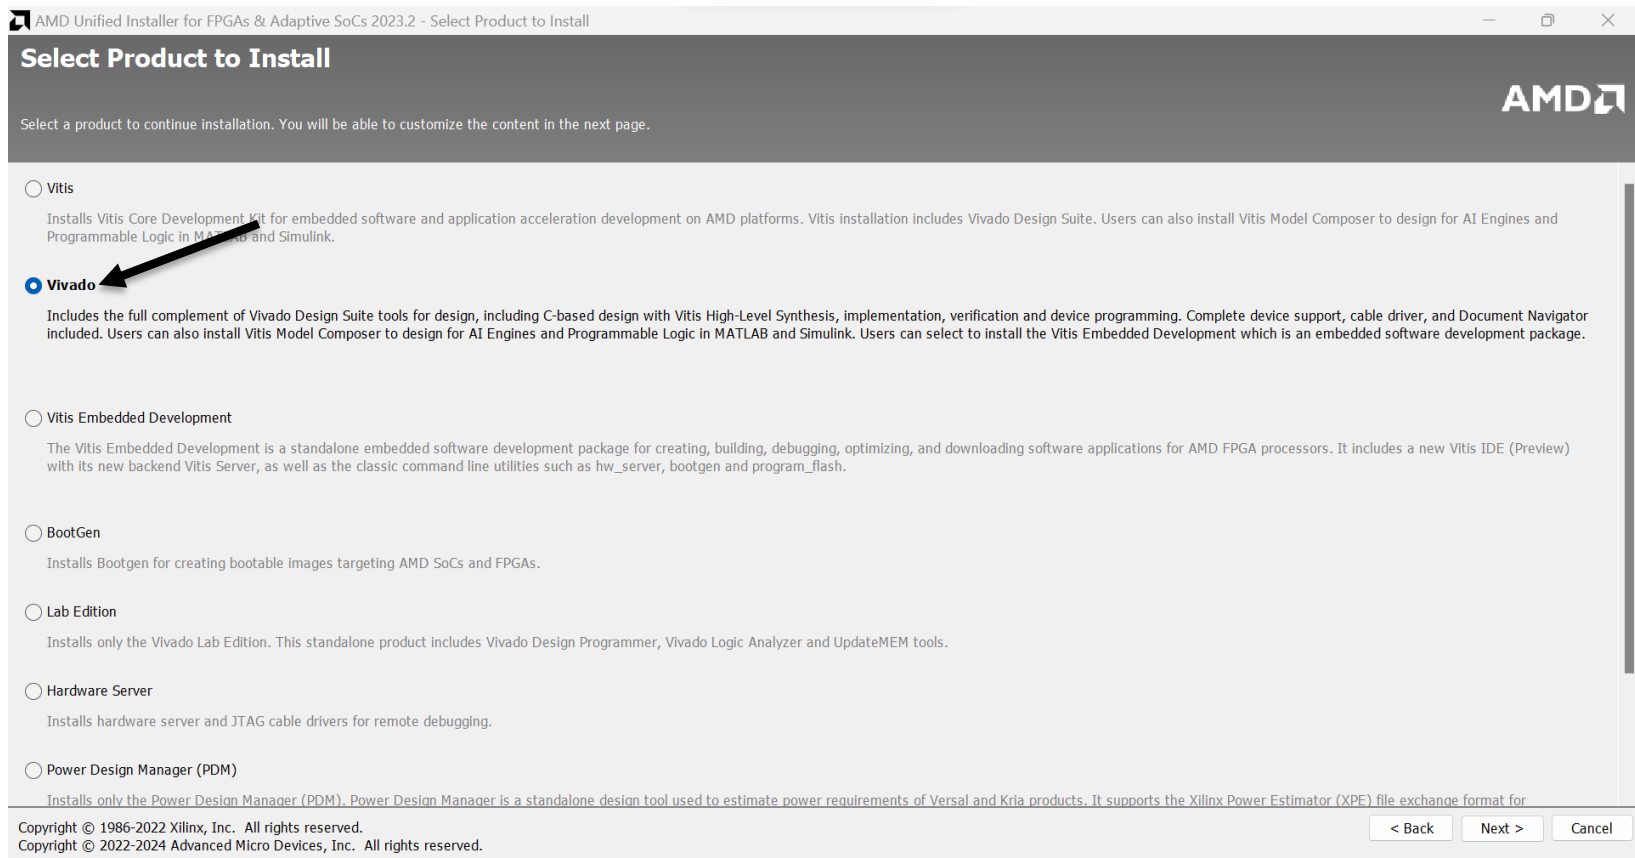 AMD Unified Installer for FPGAs & Adaptive SoCs 2023.2 - Select Product to Install
Select Product to Install
AMD
Select a product to continue installation. You will be able to customize the content in the next page.
Vitis
Installs Vitis Core Development Kit for embedded software and application acceleration development on AMD platforms. Vitis installation includes Vivado Design Suite. Users can also install Vitis Model Composer to design for AI Engines and
Programmable Logic in MATLAB and Simulink.
Vivado
Includes the full complement of Vivado Design Suite tools for design, including C-based design with Vitis High-Level Synthesis, implementation, verification and device programming. Complete device support, cable driver, and Document Navigator
included. Users can also install Vitis Model Composer to design for AI Engines and Programmable Logic in MATLAB and Simulink. Users can select to install the Vitis Embedded Development which is an embedded software development package.
Vitis Embedded Development
The Vitis Embedded Development is a standalone embedded software development package for creating, building, debugging, optimizing, and downloading software applications for AMD FPGA processors. It includes a new Vitis IDE (Preview)
with its new backend Vitis Server, as well as the classic command line utilities such as hw_server, bootgen and program_flash.
BootGen
Installs Bootgen for creating bootable images targeting AMD SoCs and FPGAs.
Lab Edition
Installs only the Vivado Lab Edition. This standalone product includes Vivado Design Programmer, Vivado Logic Analyzer and UpdateMEM tools.
Hardware Server
Installs hardware server and JTAG cable drivers for remote debugging.
Power Design Manager (PDM)
Installs only the Power Design Manager (PDM). Power Design Manager is a standalone design tool used to estimate power requirements of Versal and Kria products. It supports the Xilinx Power Estimator (XPE) file exchange format for
Copyright © 1986-2022 Xilinx, Inc. All rights reserved.
Copyright © 2022-2024 Advanced Micro Devices, Inc. All rights reserved.
< Back
Next >
Cancel